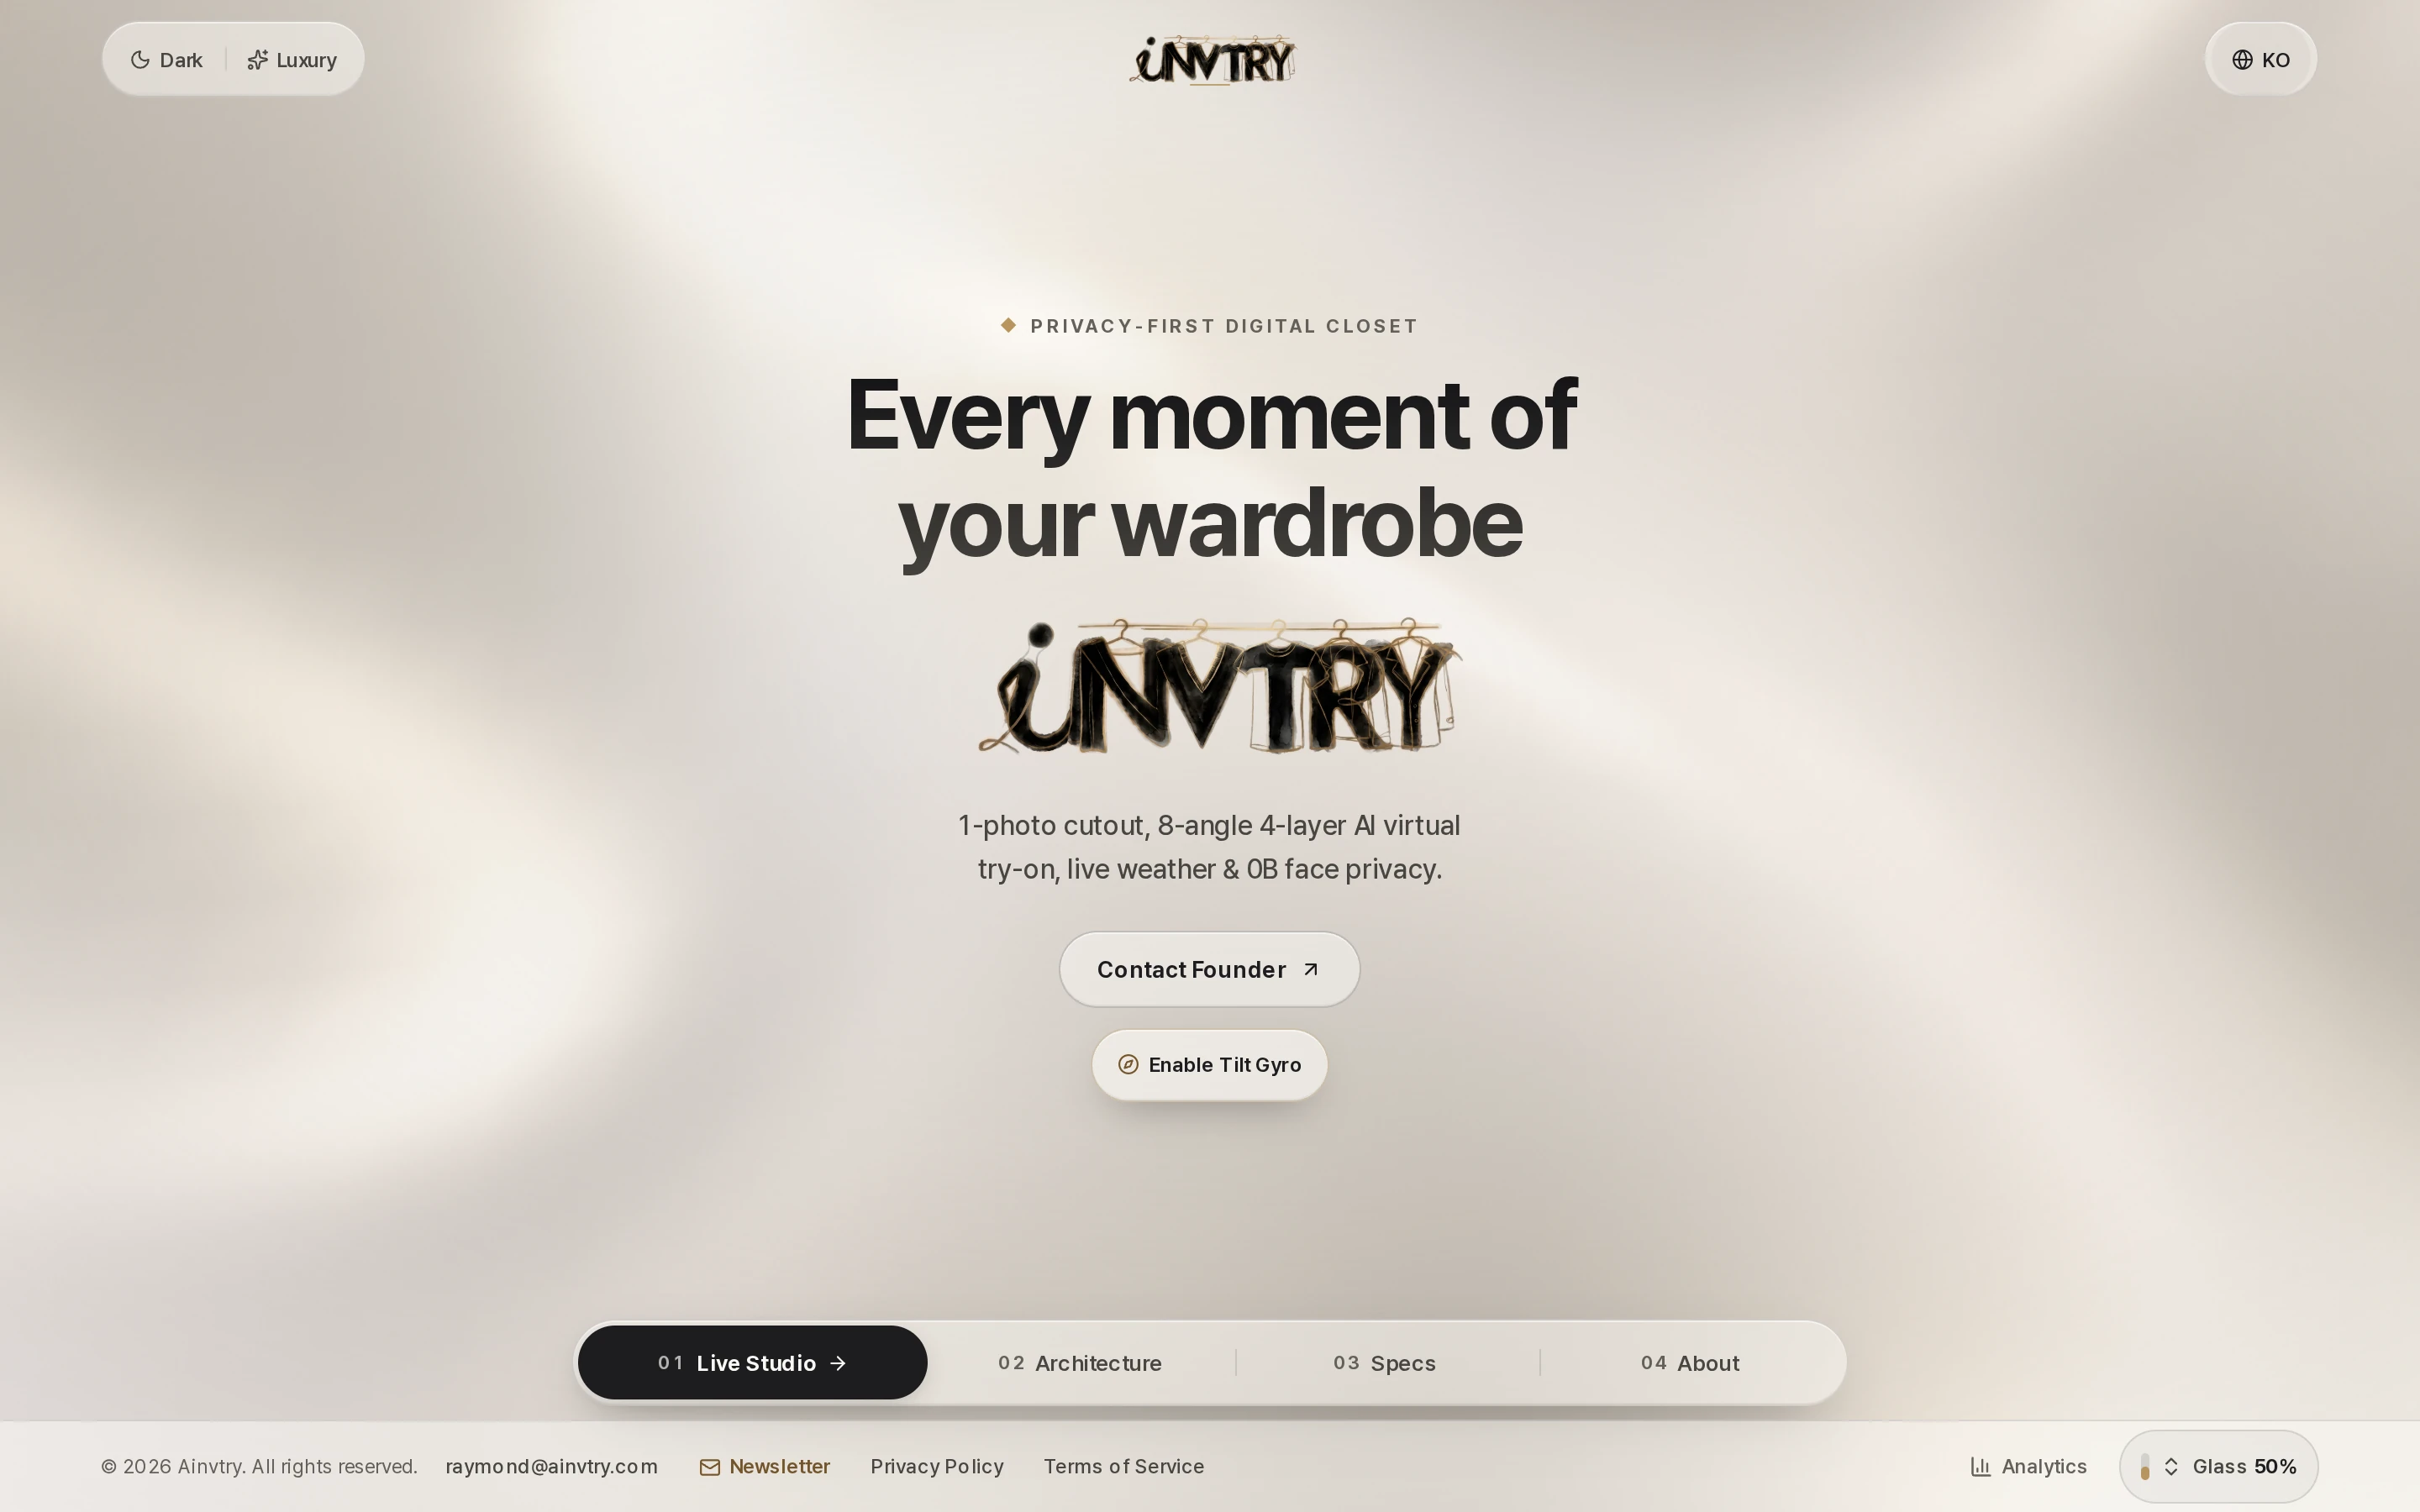 Dark
Luxury
iNVTRY
KO
PRIVACY-FIRST DIGITAL CLOSET
Every moment of
your wardrobe
iNVTRY
1-photo cutout, 8-angle 4-layer AI virtual
try-on, live weather & 0B face privacy.
Contact Founder
Enable Tilt Gyro
01 Live Studio
02 Architecture
03 Specs
04 About
© 2026 Ainvtry. All rights reserved.
raymond@ainvtry.com
Newsletter
Privacy Policy
Terms of Service
Analytics
Glass 50%